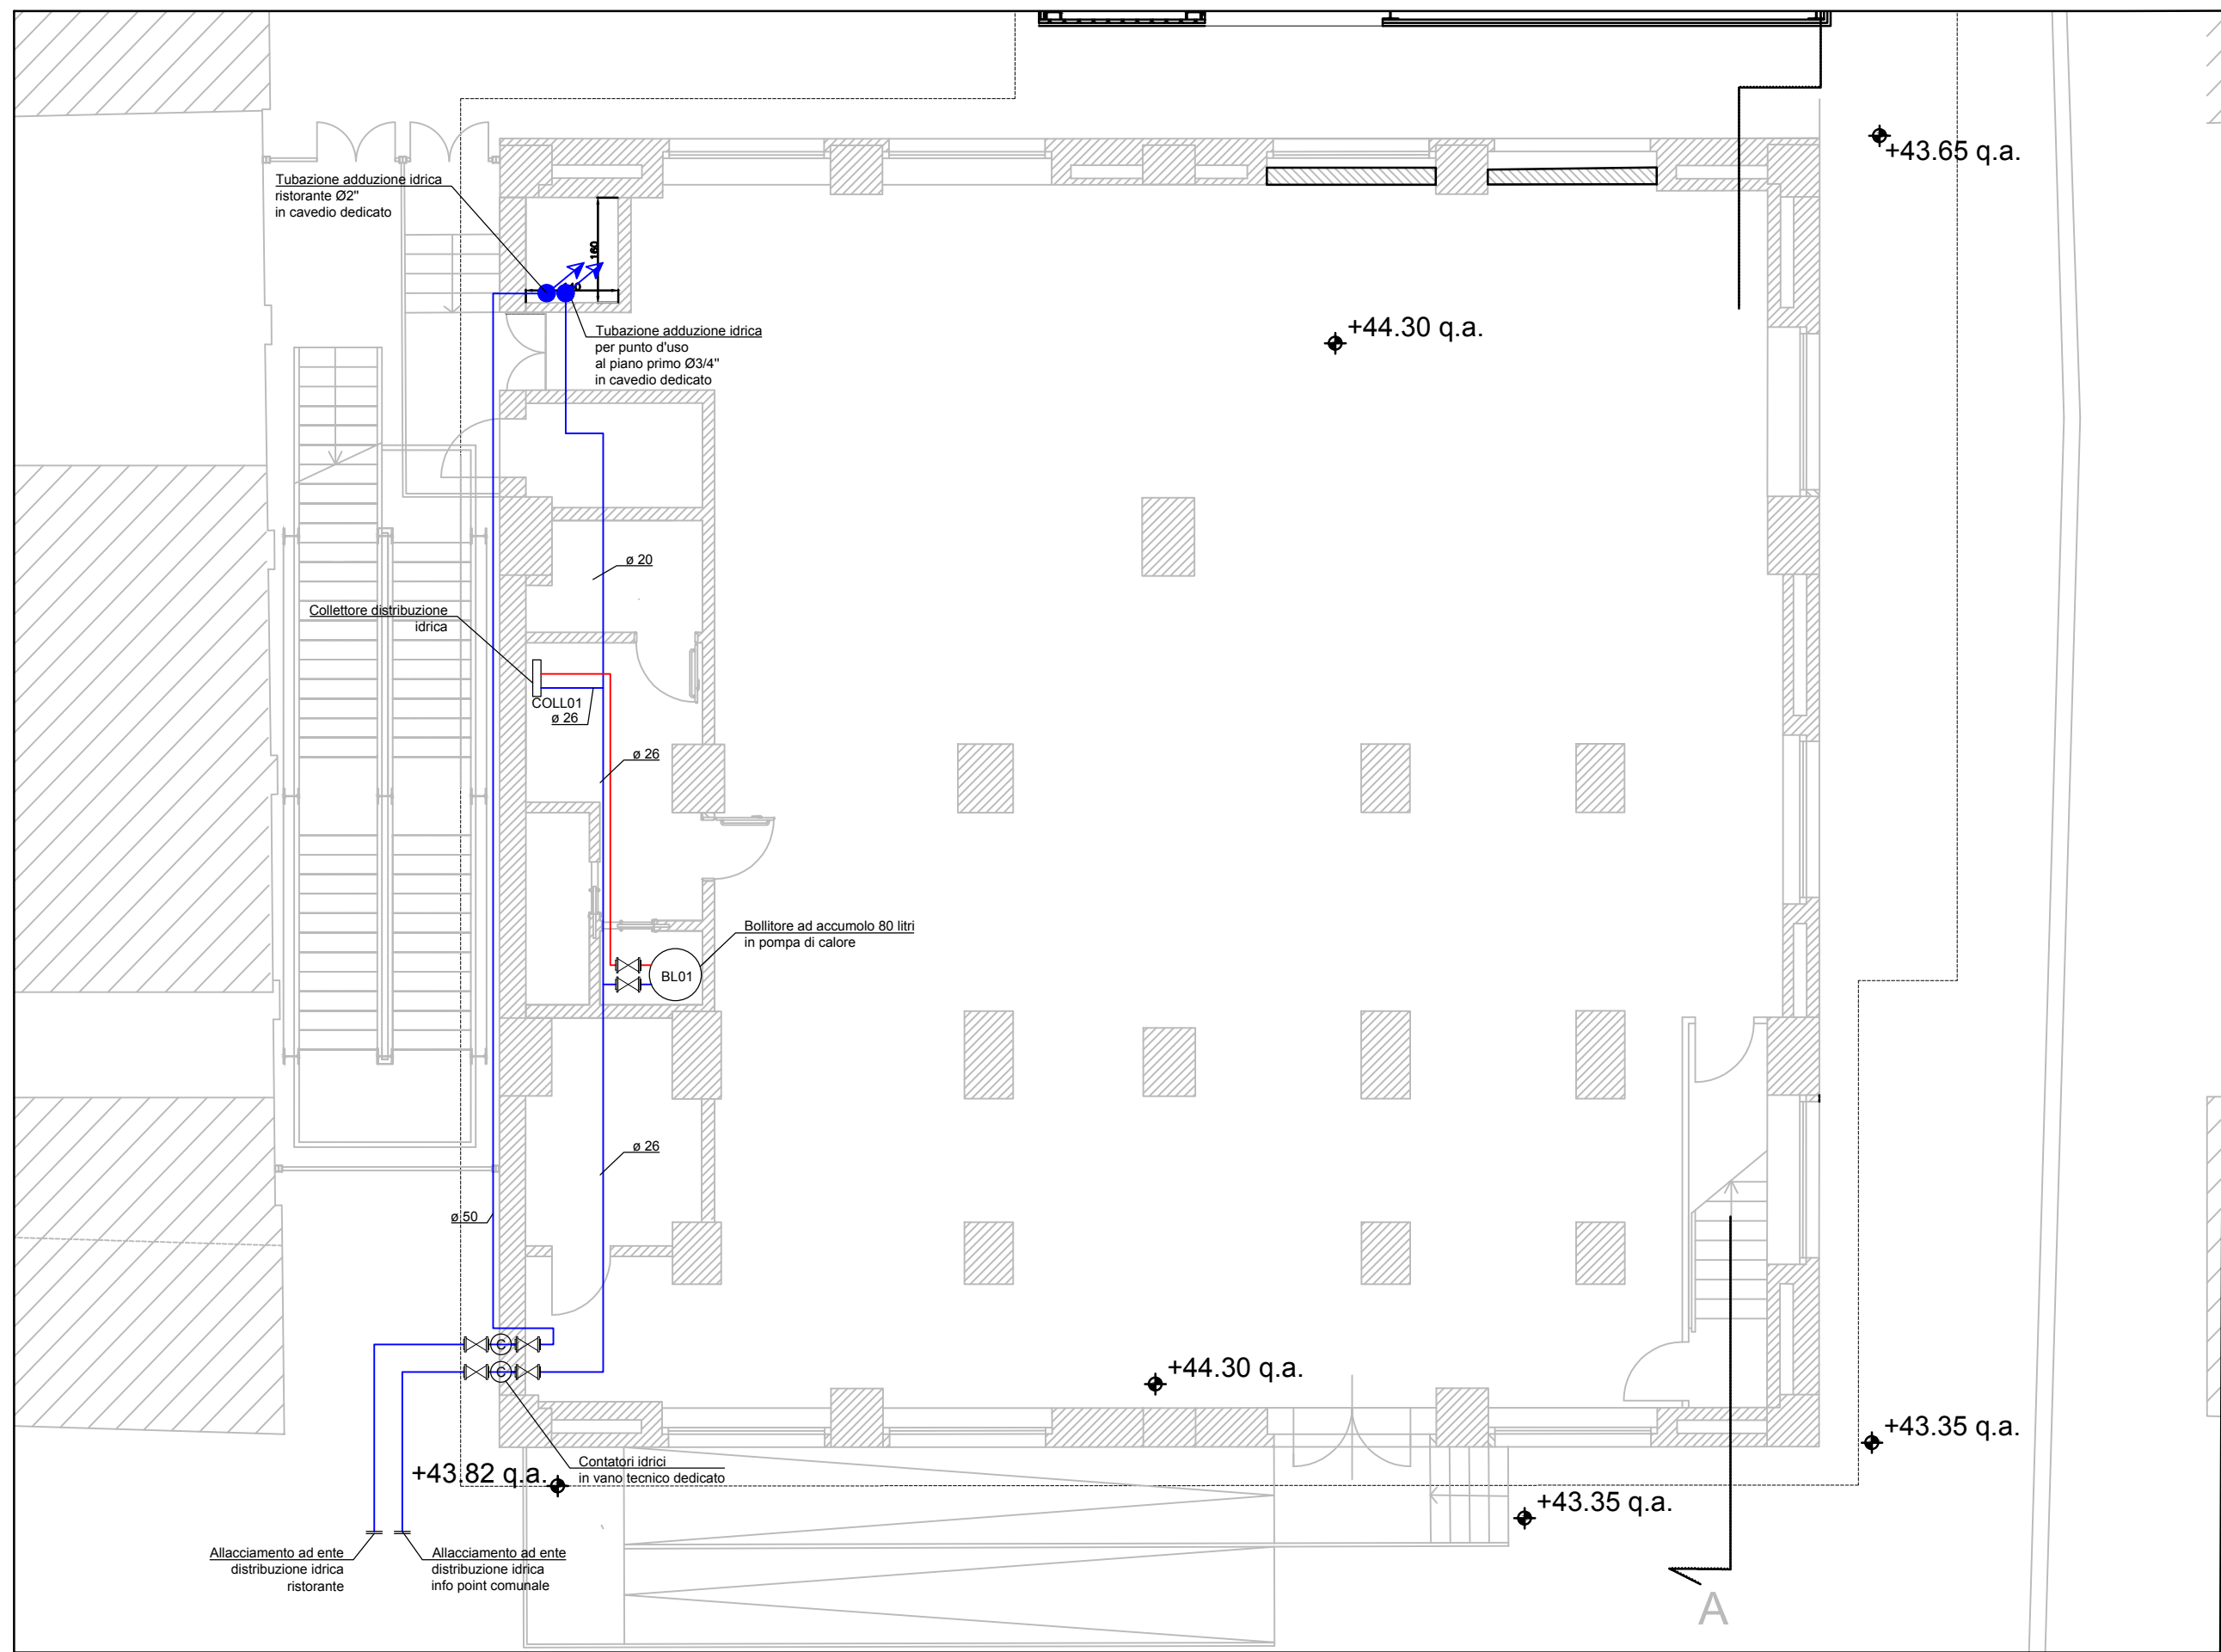 +43.65 q.a.
Tubazione adduzione idrica
ristorante Ø2"
in cavedio dedicato
160
+44.30 q.a.
Tubazione adduzione idrica
per punto d'uso
al piano primo Ø3/4"
in cavedio dedicato
ø 20
Collettore distribuzione
idrica
COLL01
ø 26
ø 26
Bollitore ad accumolo 80 litri
in pompa di calore
BL01
ø 26
ø 50
C
C
+44.30 q.a.
+43.35 q.a.
Contatori idrici
in vano tecnico dedicato
+43.82 q.a.
+43.35 q.a.
Allacciamento ad ente
distribuzione idrica
ristorante
Allacciamento ad ente
distribuzione idrica
info point comunale
A